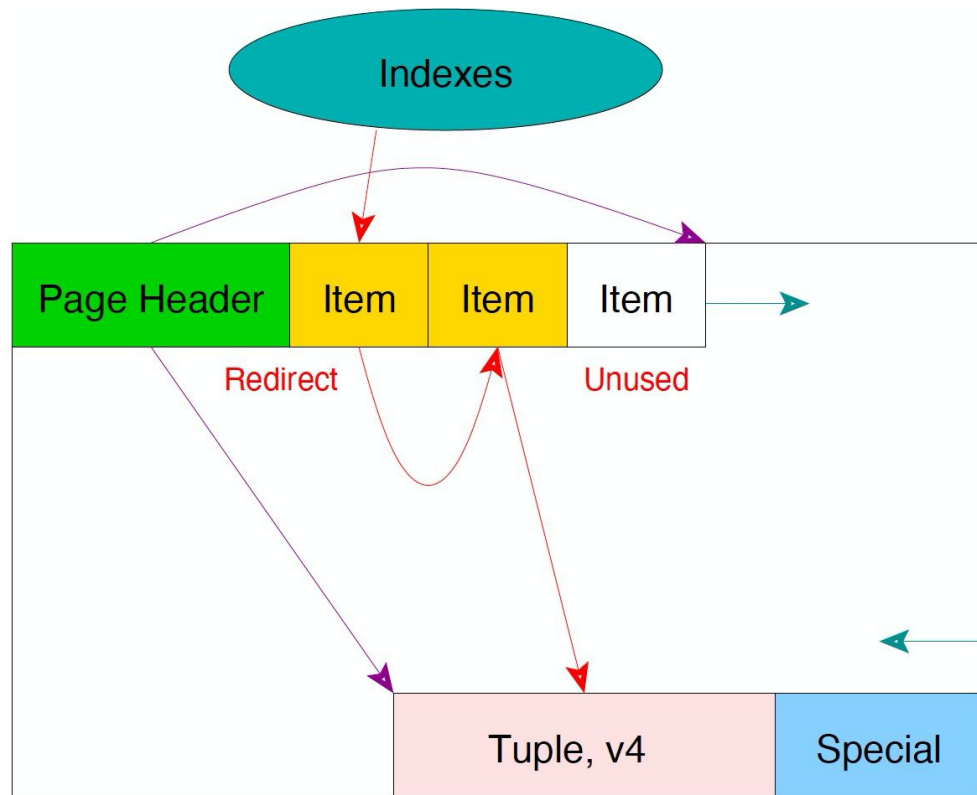 Indexes
Page Header
Item
Item
Item
Redirect
Unused
Tuple, v4
Special